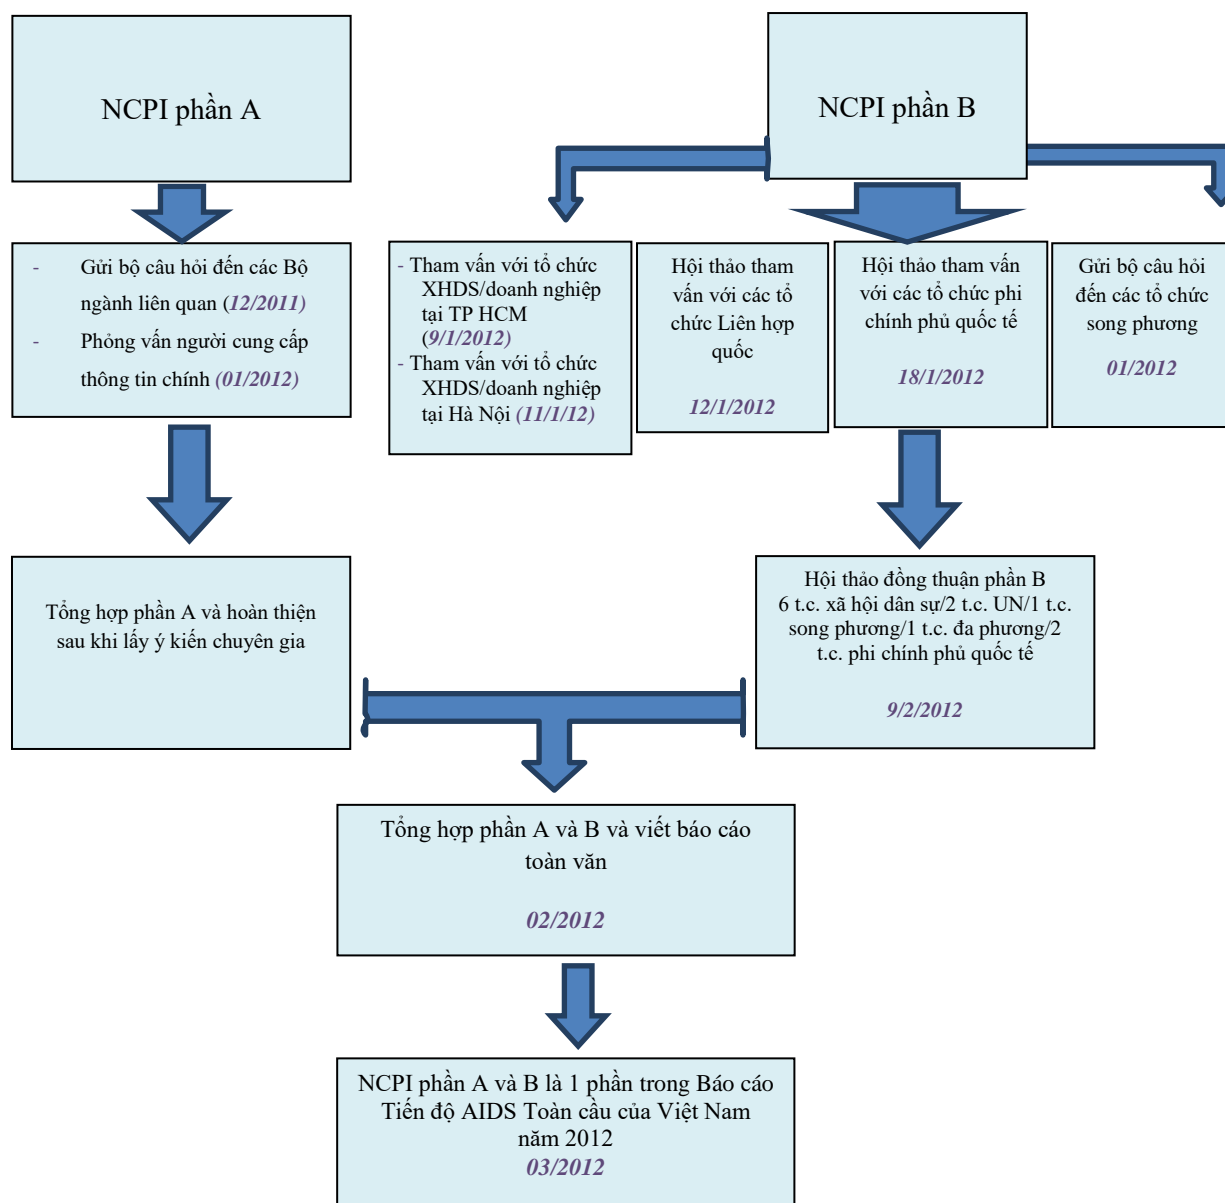 NCPI phần A
NCPI phần B
- Gửi bộ câu hỏi đến các Bộ
ngành liên quan (12/2011)
- Phỏng vấn người cung cấp
thông tin chính (01/2012)
- Tham vấn với tổ chức
XHDS/doanh nghiệp
tại TP HCM
(9/1/2012)
- Tham vấn với tổ chức
XHDS/doanh nghiệp
tại Hà Nội (11/1/12)
Hội thảo tham
vấn với các tổ
chức Liên hợp
quốc
12/1/2012
Hội thảo tham vấn
với các tổ chức phi
chính phủ quốc tế
18/1/2012
Gửi bộ câu hỏi
đến các tổ chức
song phương
01/2012
Tổng hợp phần A và hoàn thiện
sau khi lấy ý kiến chuyên gia
Hội thảo đồng thuận phần B
6 t.c. xã hội dân sự/2 t.c. UN/1 t.c.
song phương/1 t.c. đa phương/2
t.c. phi chính phủ quốc tế
9/2/2012
Tổng hợp phần A và B và viết báo cáo
toàn văn
02/2012
NCPI phần A và B là 1 phần trong Báo cáo
Tiến độ AIDS Toàn cầu của Việt Nam
năm 2012
03/2012